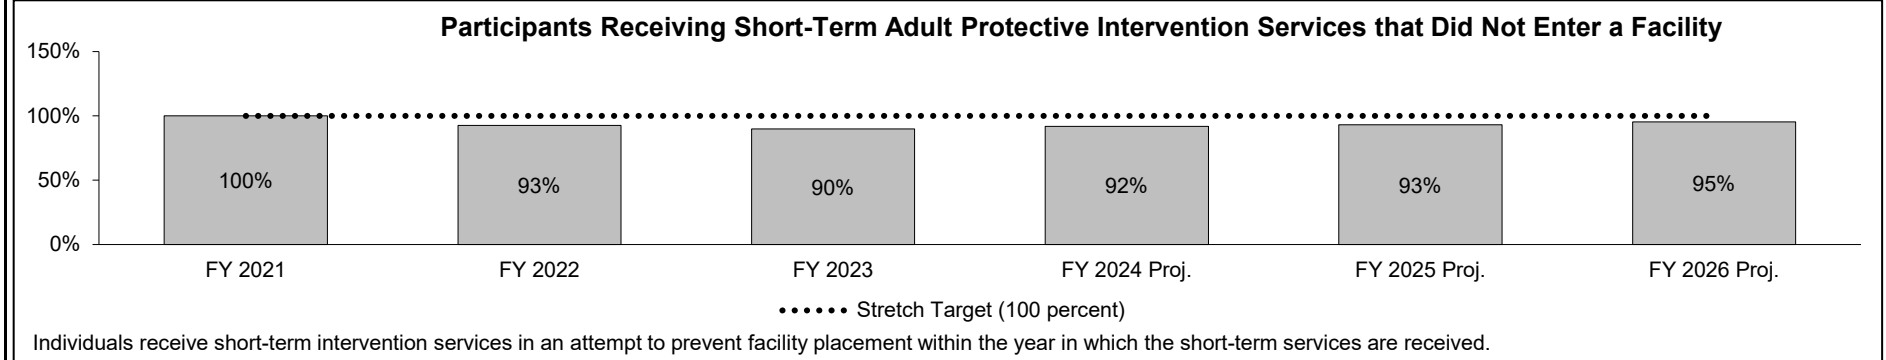 Participants Receiving Short-Term Adult Protective Intervention Services that Did Not Enter a Facility
150%
100%
50%
0%
100%
93%
90%
92%
93%
95%
FY 2021
FY 2022
FY 2023
FY 2024 Proj.
FY 2025 Proj.
FY 2026 Proj.
Stretch Target (100 percent)
Individuals receive short-term intervention services in an attempt to prevent facility placement within the year in which the short-term services are received.